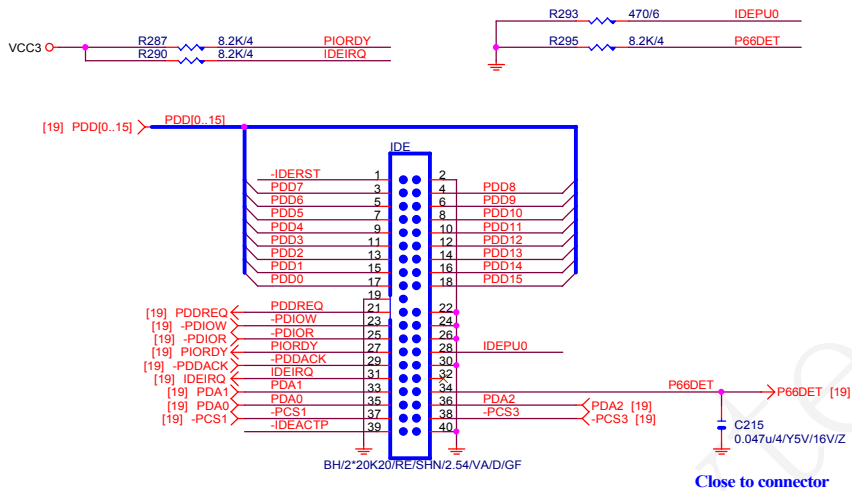 R293 470/6 IDEPU0
VCC3 R287 8.2K/4 PIORDY
R295 8.2K/4 P66DET
R290 8.2K/4 IDEIRQ
[19] PDD[0..15] PDD[0..15]
IDE
-IDERST 1 2
PDD7 3 4 PDD8
PDD6 5 6 PDD9
PDD5 7 8 PDD10
PDD4 9 10 PDD11
PDD3 11 12 PDD12
PDD2 13 14 PDD13
PDD1 15 16 PDD14
PDD0 17 18 PDD15
19
[19] PDDREQ PDDREQ 21 22
[19] -PDIOW -PDIOW 23 24
[19] -PDIOR -PDIOR 25 26
[19] PIORDY PIORDY 27 28 IDEPU0
[19] -PDDACK -PDDACK 29 30
[19] IDEIRQ IDEIRQ 31 32
[19] PDA1 PDA1 33 34 P66DET P66DET [19]
[19] PDA0 PDA0 35 36 PDA2 PDA2 [19]
[19] -PCS1 -PCS1 37 38 -PCS3 -PCS3 [19]
-IDEACTP 39 40
C215
0.047u/4/Y5V/16V/Z
BH/2*20K20/RE/SHN/2.54/VA/D/GF
Close to connector